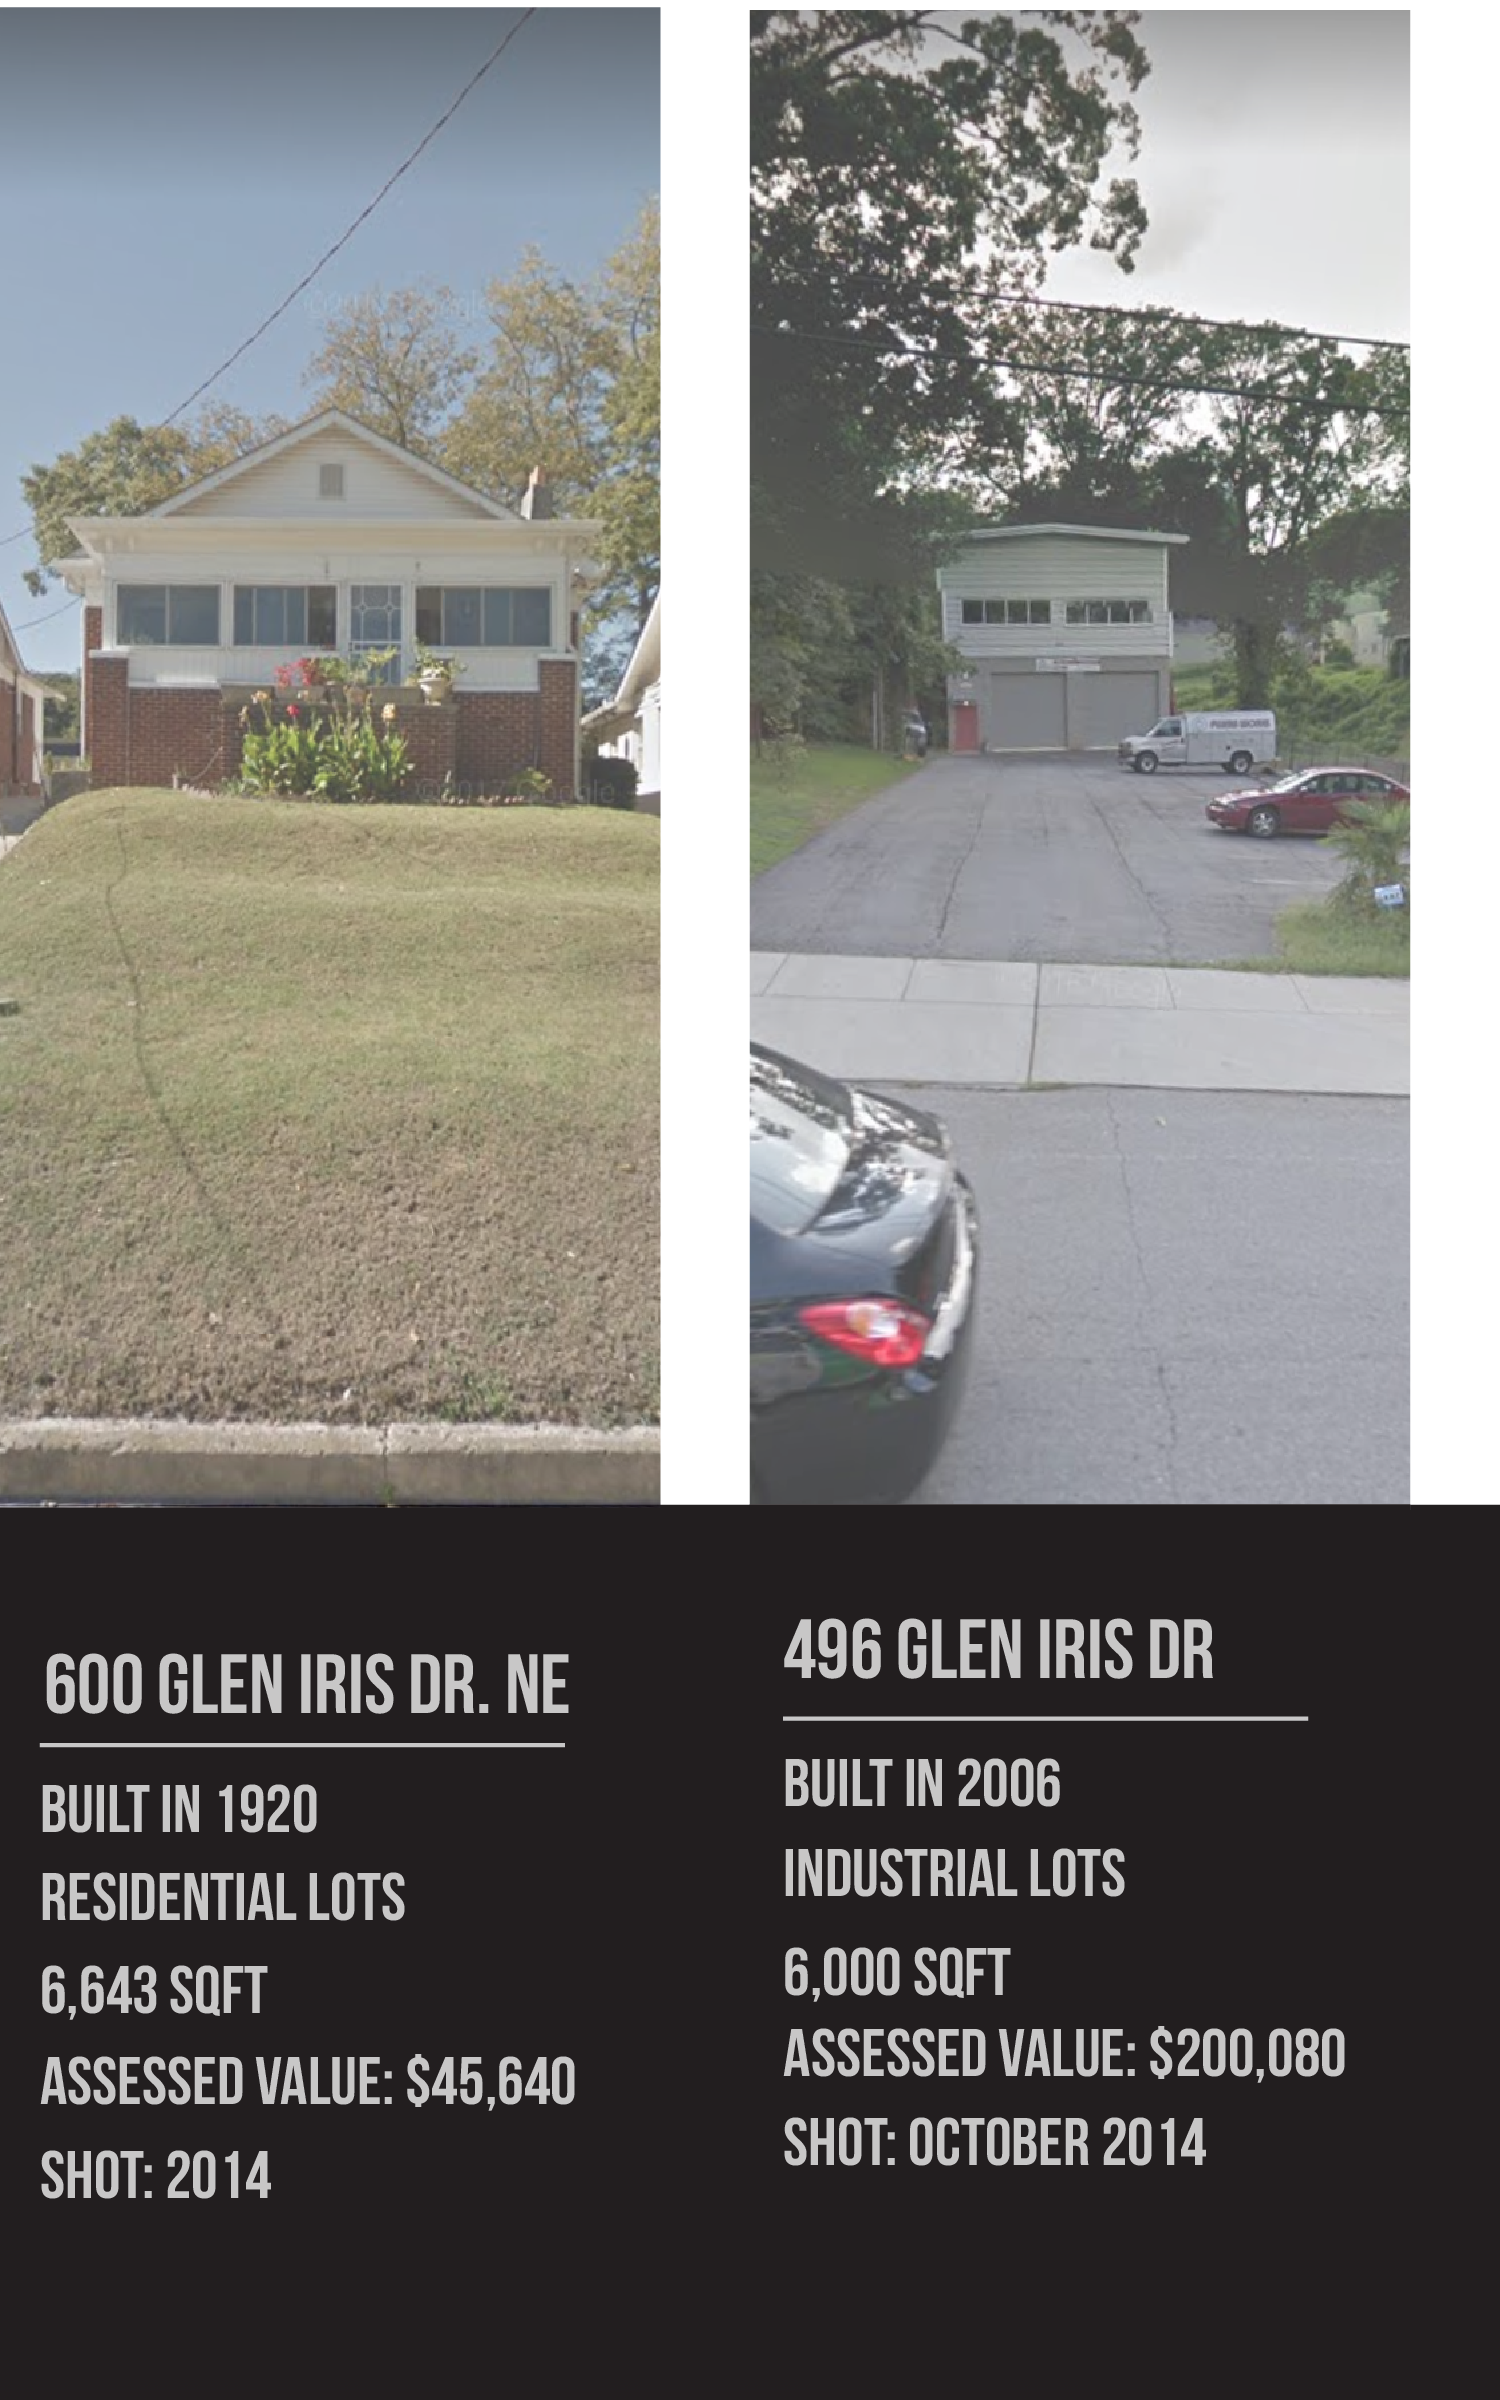 ©2017 Google
600 GLEN IRIS DR. NE
BUILT IN 1920
RESIDENTIAL LOTS
6,643 SQFT
ASSESSED VALUE: $45,640
SHOT: 2014
496 GLEN IRIS DR
BUILT IN 2006
INDUSTRIAL LOTS
6,000 SQFT
ASSESSED VALUE: $200,080
SHOT: OCTOBER 2014